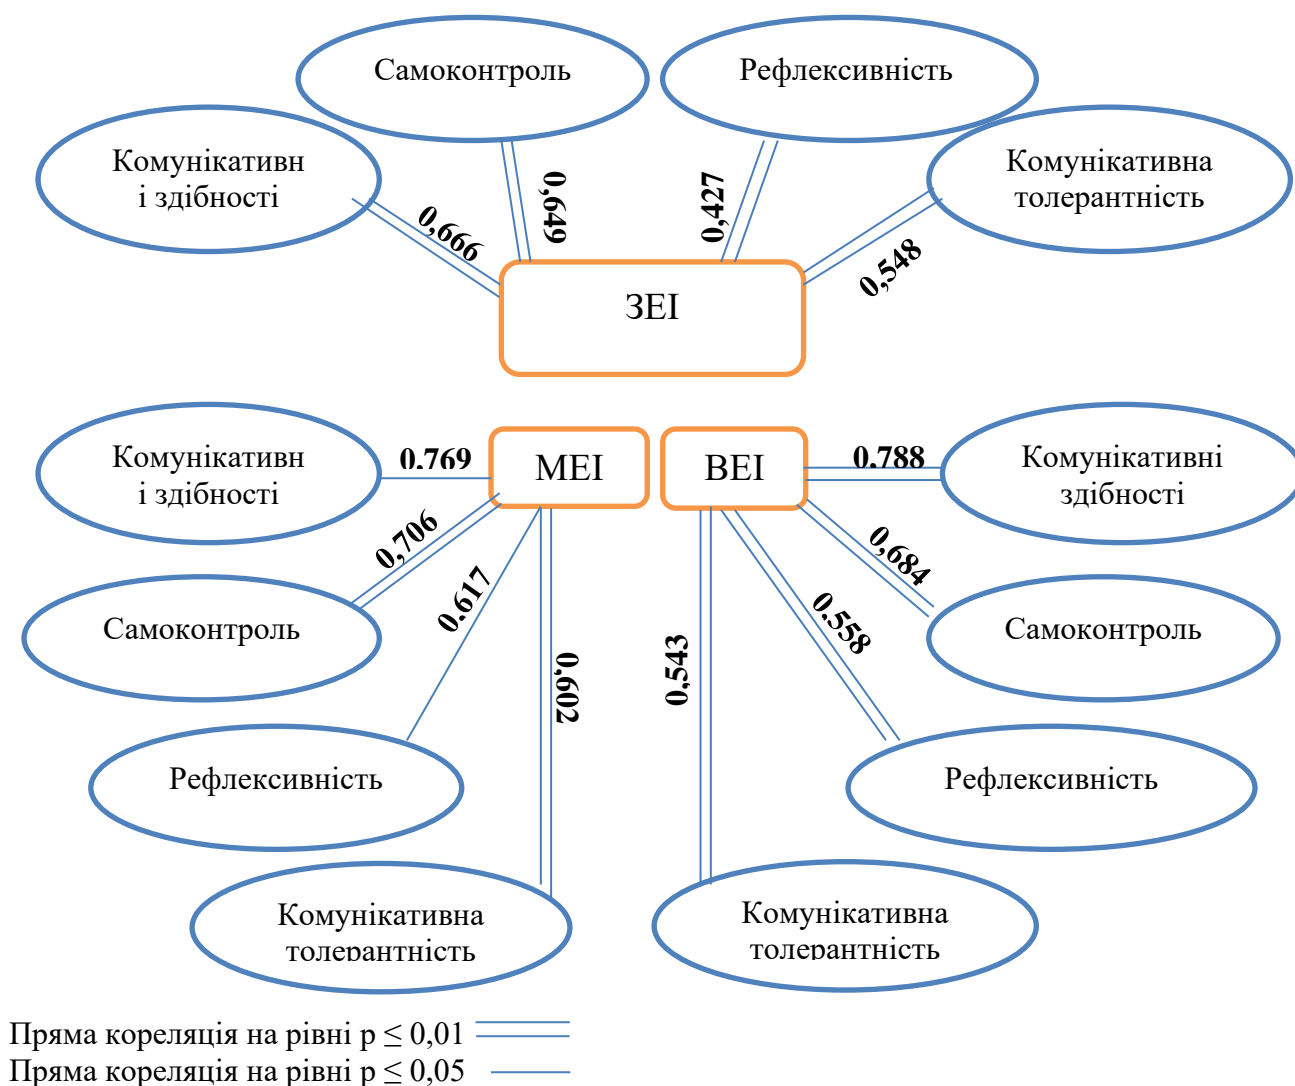 Самоконтроль
Рефлексивність
Комунікативн
і здібності
Комунікативна
толерантність
0,666
0,649
0,427
0,548
ЗЕІ
Комунікативн
і здібності
0,769
МЕІ
ВЕІ
0,788
Комунікативні
здібності
0,706
0,617
0,602
0,543
0,558
0,684
Самоконтроль
Самоконтроль
Рефлексивність
Рефлексивність
Комунікативна
толерантність
Комунікативна
толерантність
Пряма кореляція на рівні p ≤ 0,01
Пряма кореляція на рівні p ≤ 0,05